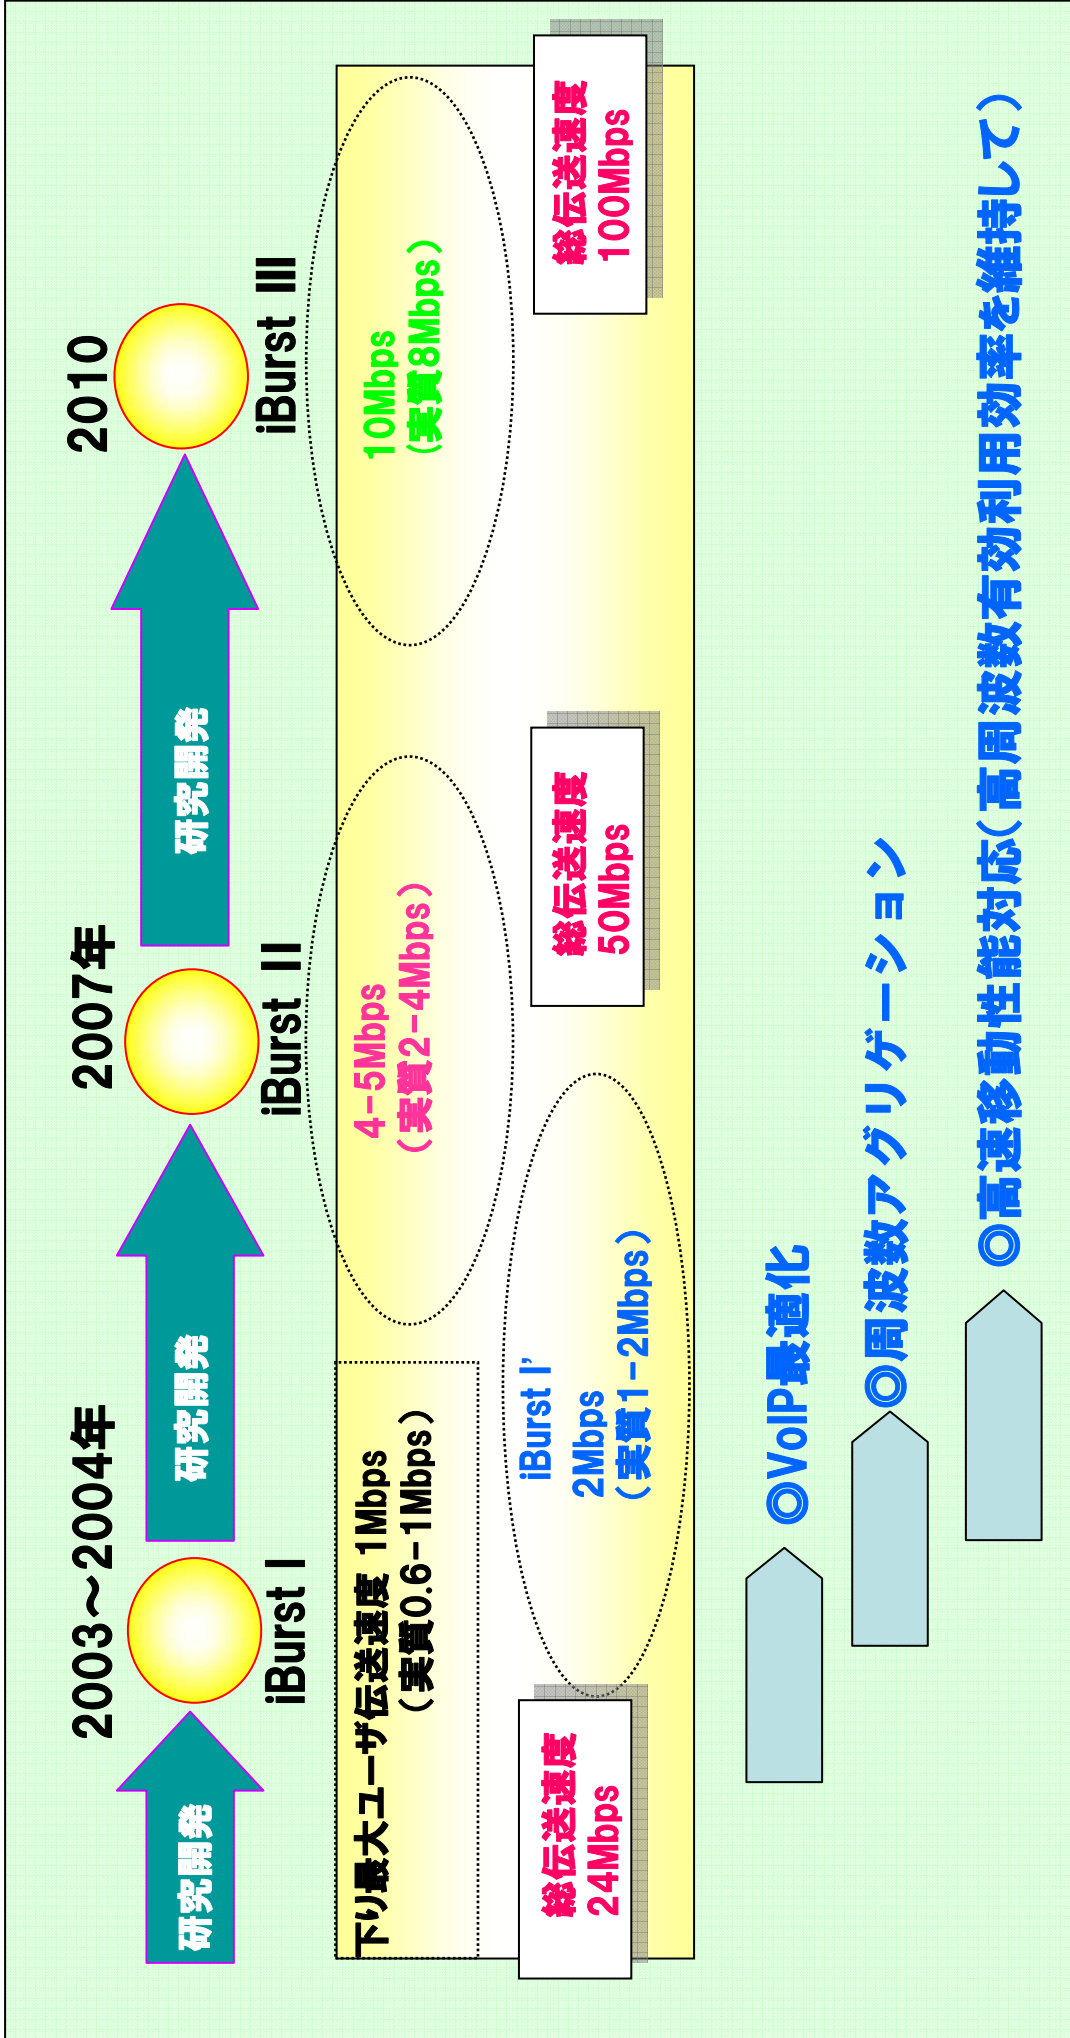 2003～2004年
2007年
2010
研究開発
研究開発
研究開発
iBurst I
iBurst II
iBurst III
下り最大ユーザ伝送速度 1Mbps
（実質0.6-1Mbps）
4-5Mbps
（実質2-4Mbps）
10Mbps
（実質8Mbps）
iBurst I’
2Mbps
（実質1-2Mbps）
総伝送速度
24Mbps
総伝送速度
50Mbps
総伝送速度
100Mbps
◎VoIP最適化
◎周波数アグリゲーション
◎高速移動性能対応（高周波数有効利用効率を維持して）